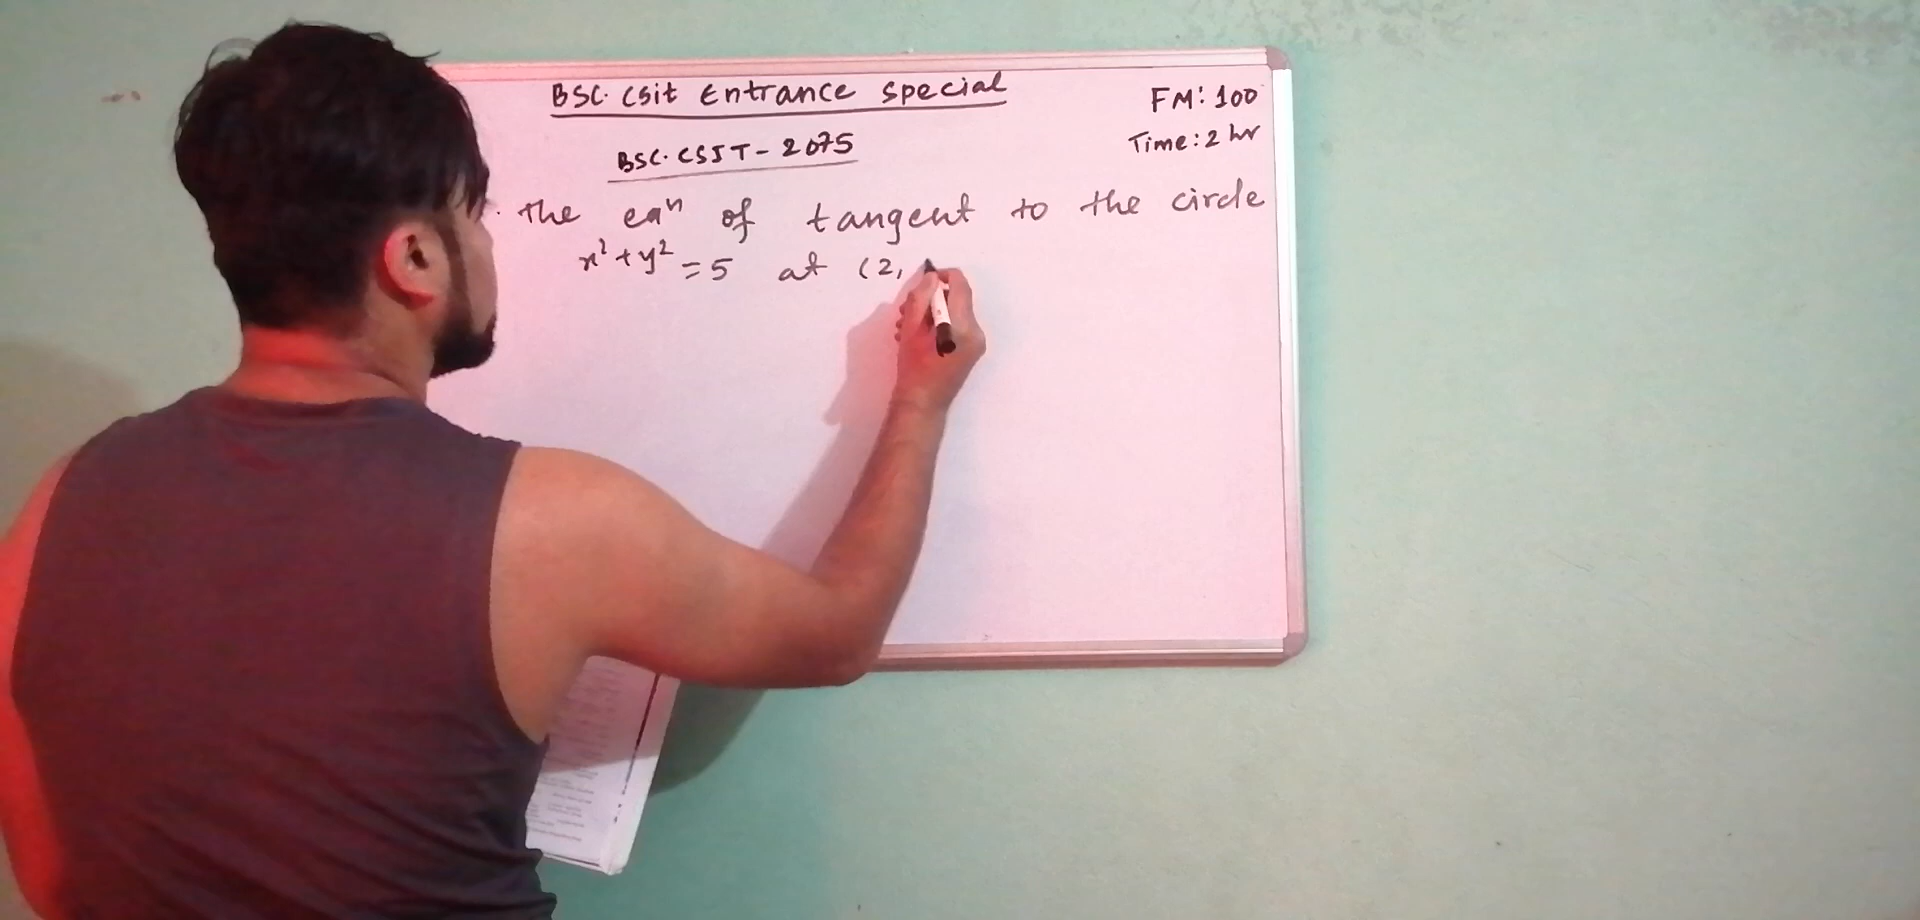 BSC. CSit Entrance Special
FM: 100
Time: 2 hr
BSC. CSIT - 2075
. The eqⁿ of tangent to the circle
x² + y² = 5 at (2,